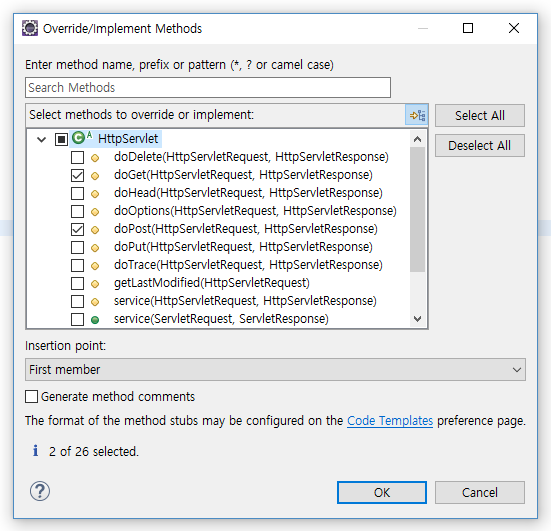 Override/Implement Methods
Enter method name, prefix or pattern (*, ? or camel case)
Search Methods
Select methods to override or implement:
Select All
Deselect All
HttpServlet
doDelete(HttpServletRequest, HttpServletResponse)
doGet(HttpServletRequest, HttpServletResponse)
doHead(HttpServletRequest, HttpServletResponse)
doOptions(HttpServletRequest, HttpServletResponse)
doPost(HttpServletRequest, HttpServletResponse)
doPut(HttpServletRequest, HttpServletResponse)
doTrace(HttpServletRequest, HttpServletResponse)
getLastModified(HttpServletRequest)
service(HttpServletRequest, HttpServletResponse)
service(ServletRequest, ServletResponse)
Insertion point:
First member
Generate method comments
The format of the method stubs may be configured on the Code Templates preference page.
2 of 26 selected.
OK
Cancel